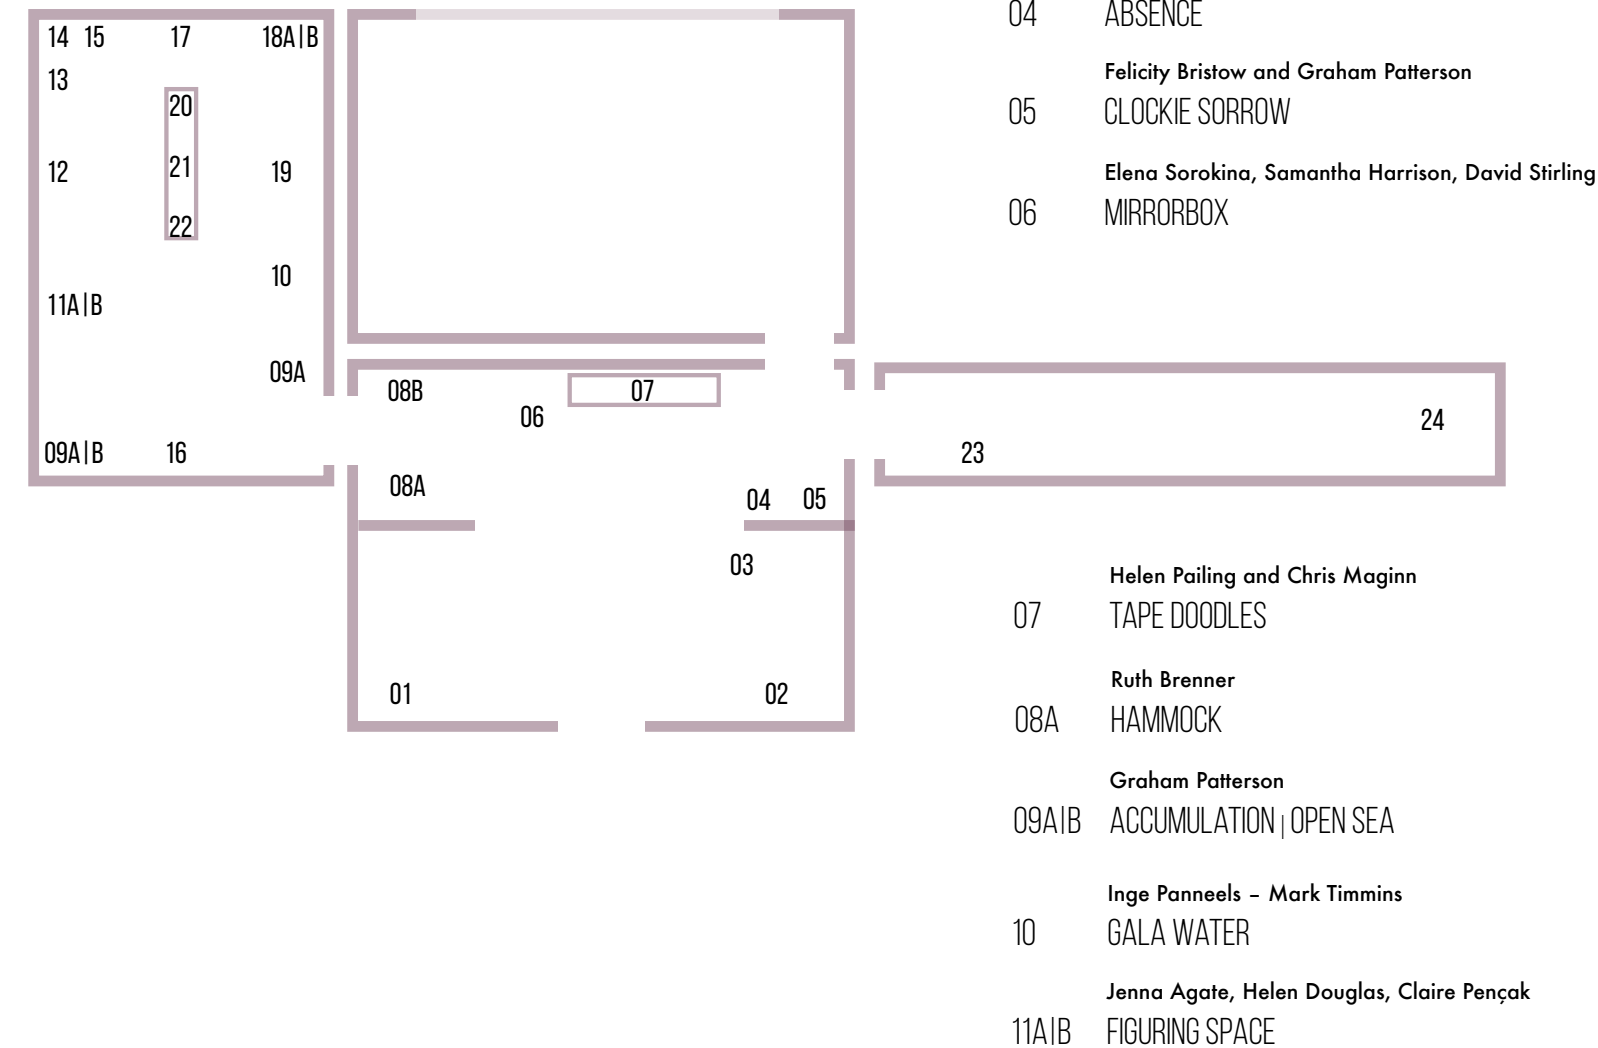 14 15 17 18A|B
13
20
12 21 19
22
10
11A|B
09A
09A|B 16
08B 07
06
08A
04 05
03
01 02
24
23
04 ABSENCE
Felicity Bristow and Graham Patterson
05 CLOCKIE SORROW
Elena Sorokina, Samantha Harrison, David Stirling
06 MIRRORBOX
Helen Pailing and Chris Maginn
07 TAPE DOODLES
Ruth Brenner
08A HAMMOCK
Graham Patterson
09A|B ACCUMULATION | OPEN SEA
Inge Panneels – Mark Timmins
10 GALA WATER
Jenna Agate, Helen Douglas, Claire Pençak
11A|B FIGURING SPACE